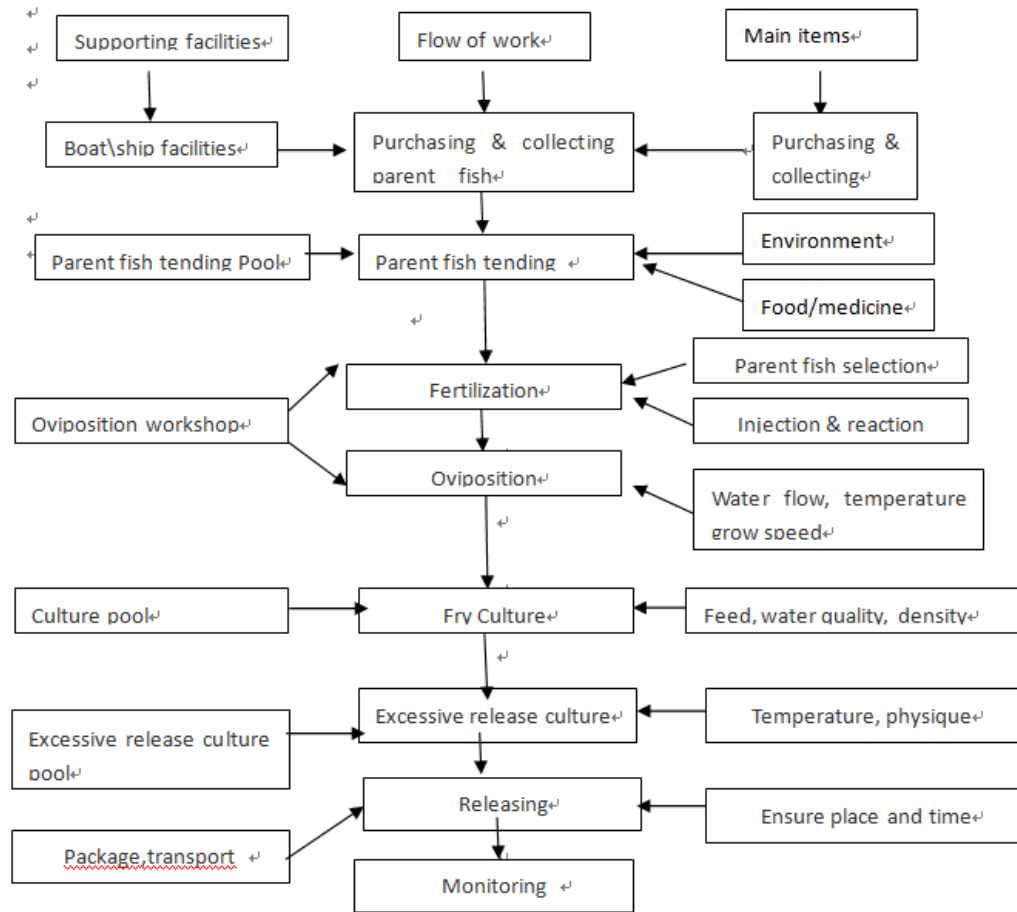 Supporting facilities
Flow of work
Main items
Boat\ship facilities
Purchasing & collecting
parent fish
Purchasing &
collecting
Parent fish tending Pool
Parent fish tending
Environment
Food/medicine
Fertilization
Parent fish selection
Oviposition workshop
Injection & reaction
Oviposition
Water flow, temperature
grow speed
Culture pool
Fry Culture
Feed, water quality, density
Excessive release culture
Temperature, physique
Excessive release culture
pool
Releasing
Ensure place and time
Package,transport
Monitoring